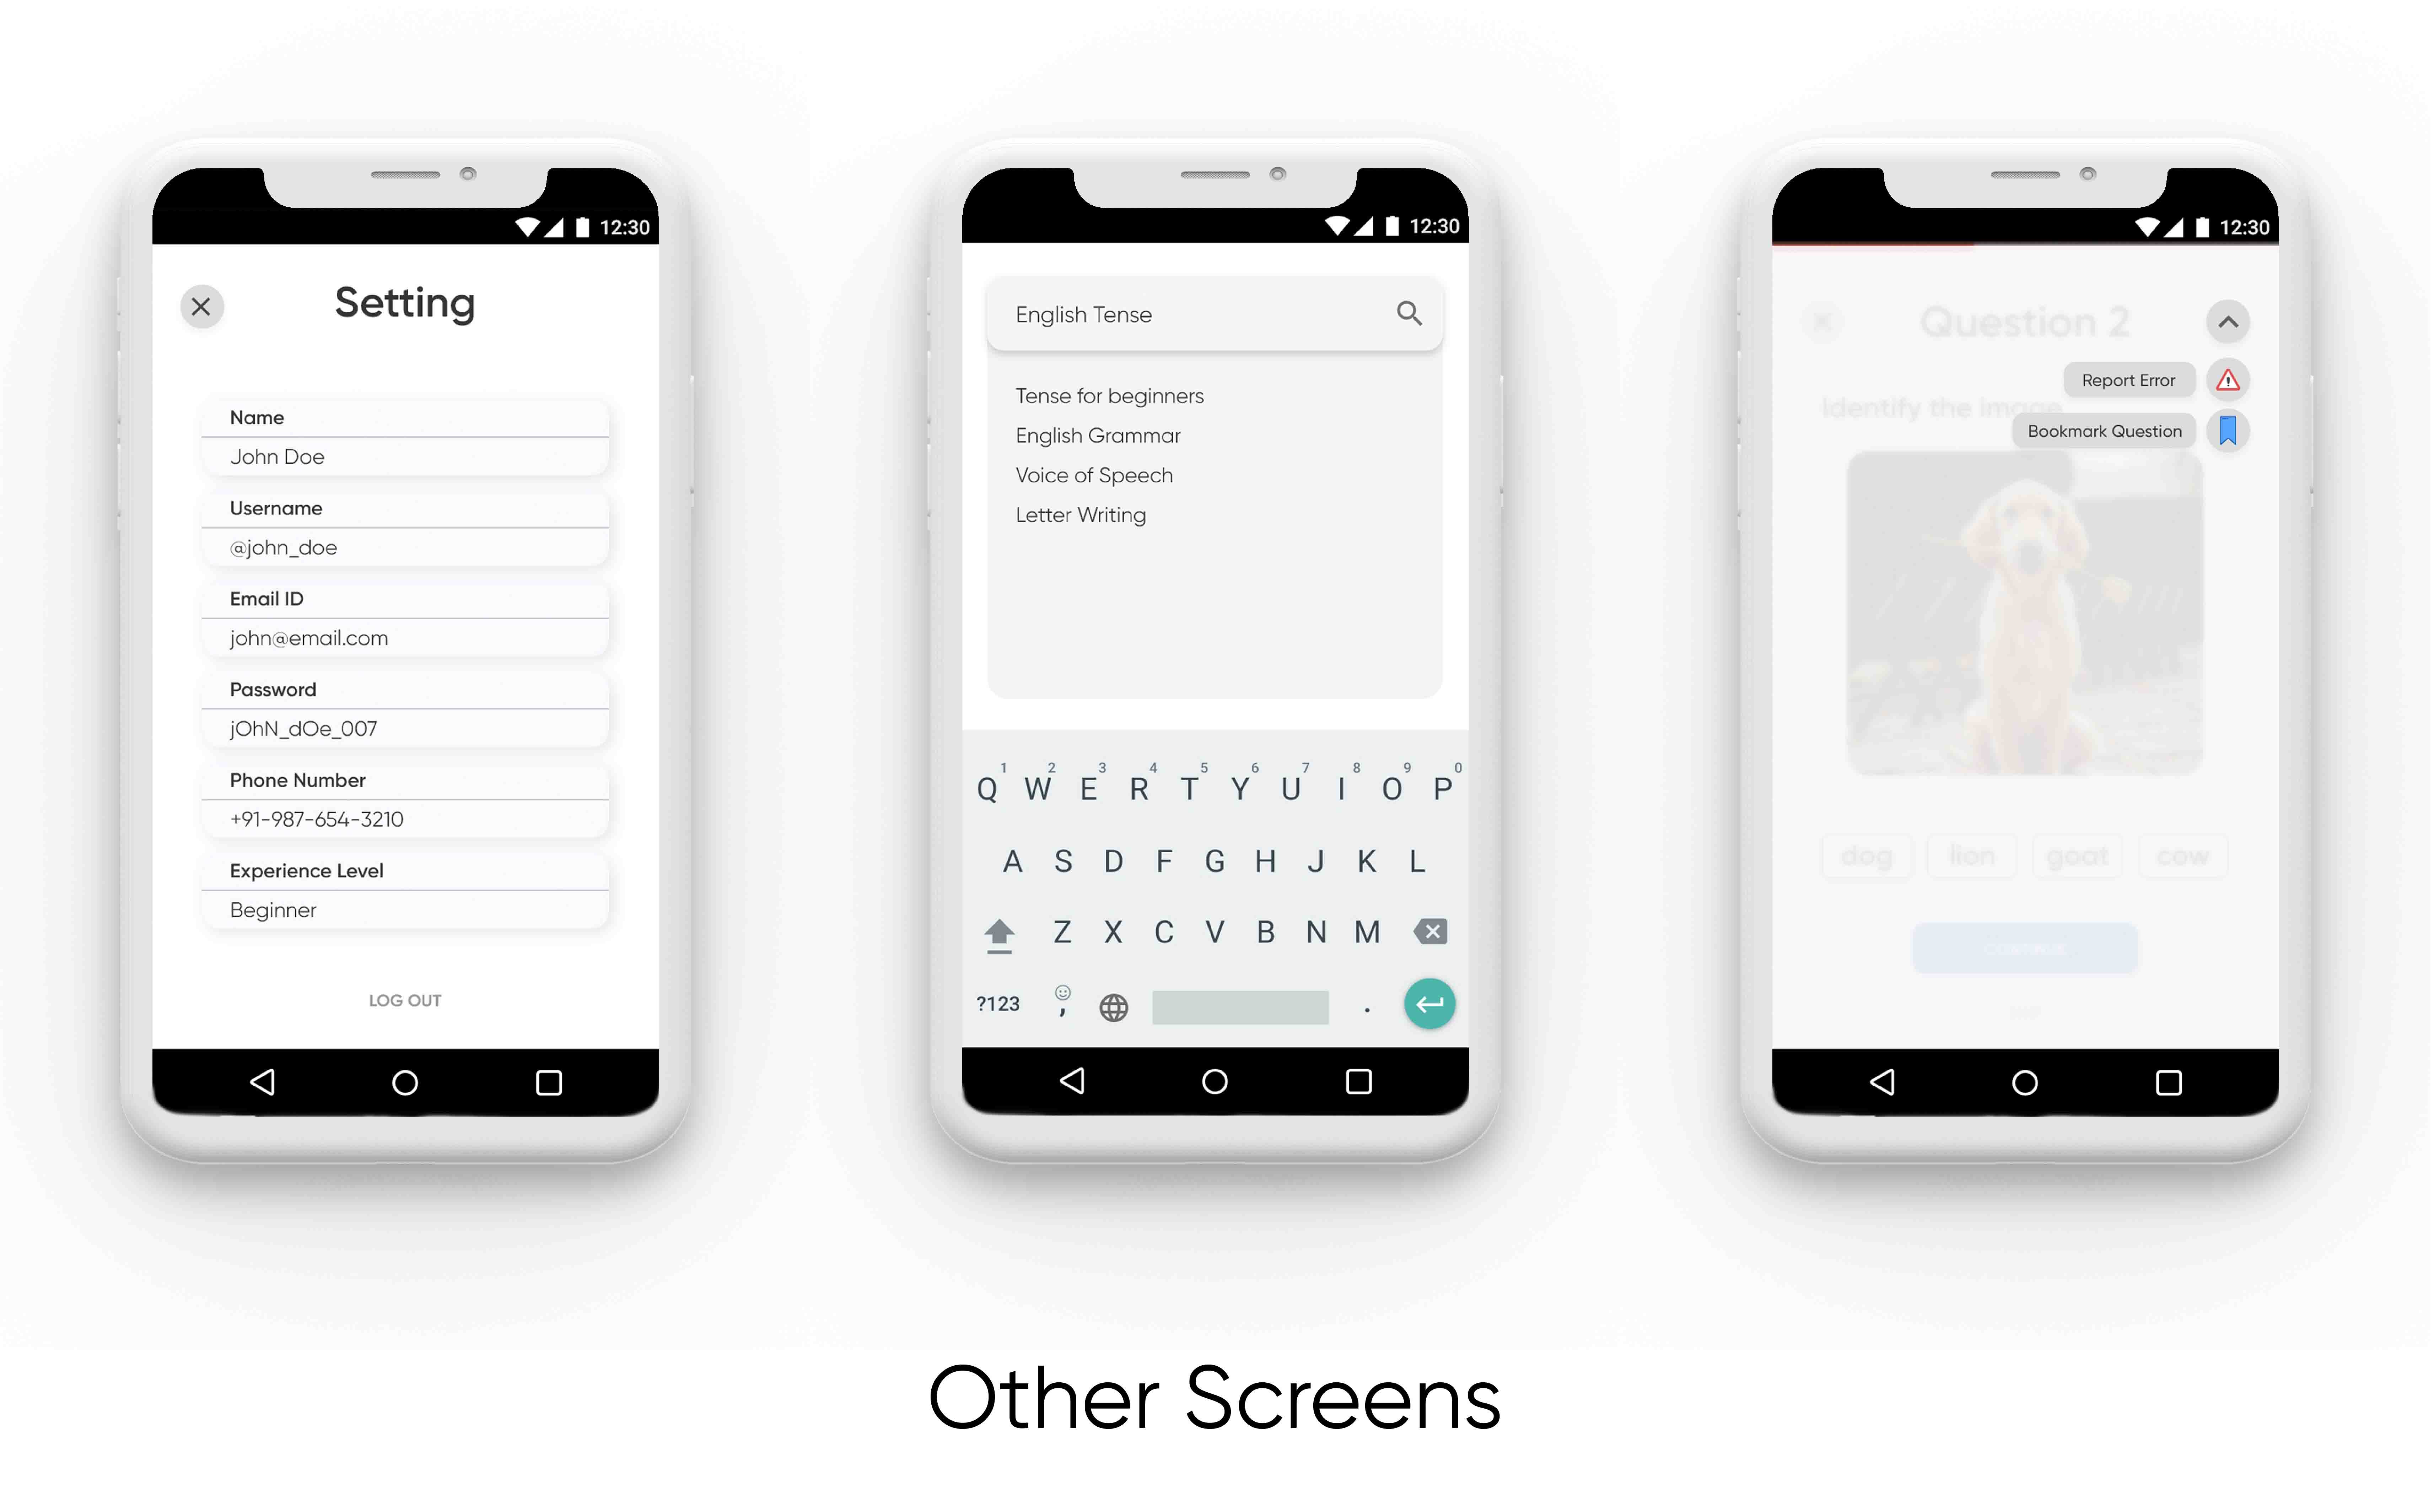 12:30
Setting
Name
John Doe
Username
@john_doe
Email ID
john@email.com
Password
jOhN_dOe_007
Phone Number
+91-987-654-3210
Experience Level
Beginner
LOG OUT
12:30
English Tense
Tense for beginners
English Grammar
Voice of Speech
Letter Writing
1 2 3 4 5 6 7 8 9 0
Q W E R T Y U I O P
A S D F G H J K L
Z X C V B N M
?123 , .
12:30
Question 2
Report Error
Identify the image
Bookmark Question
dog lion goat cow
Other Screens